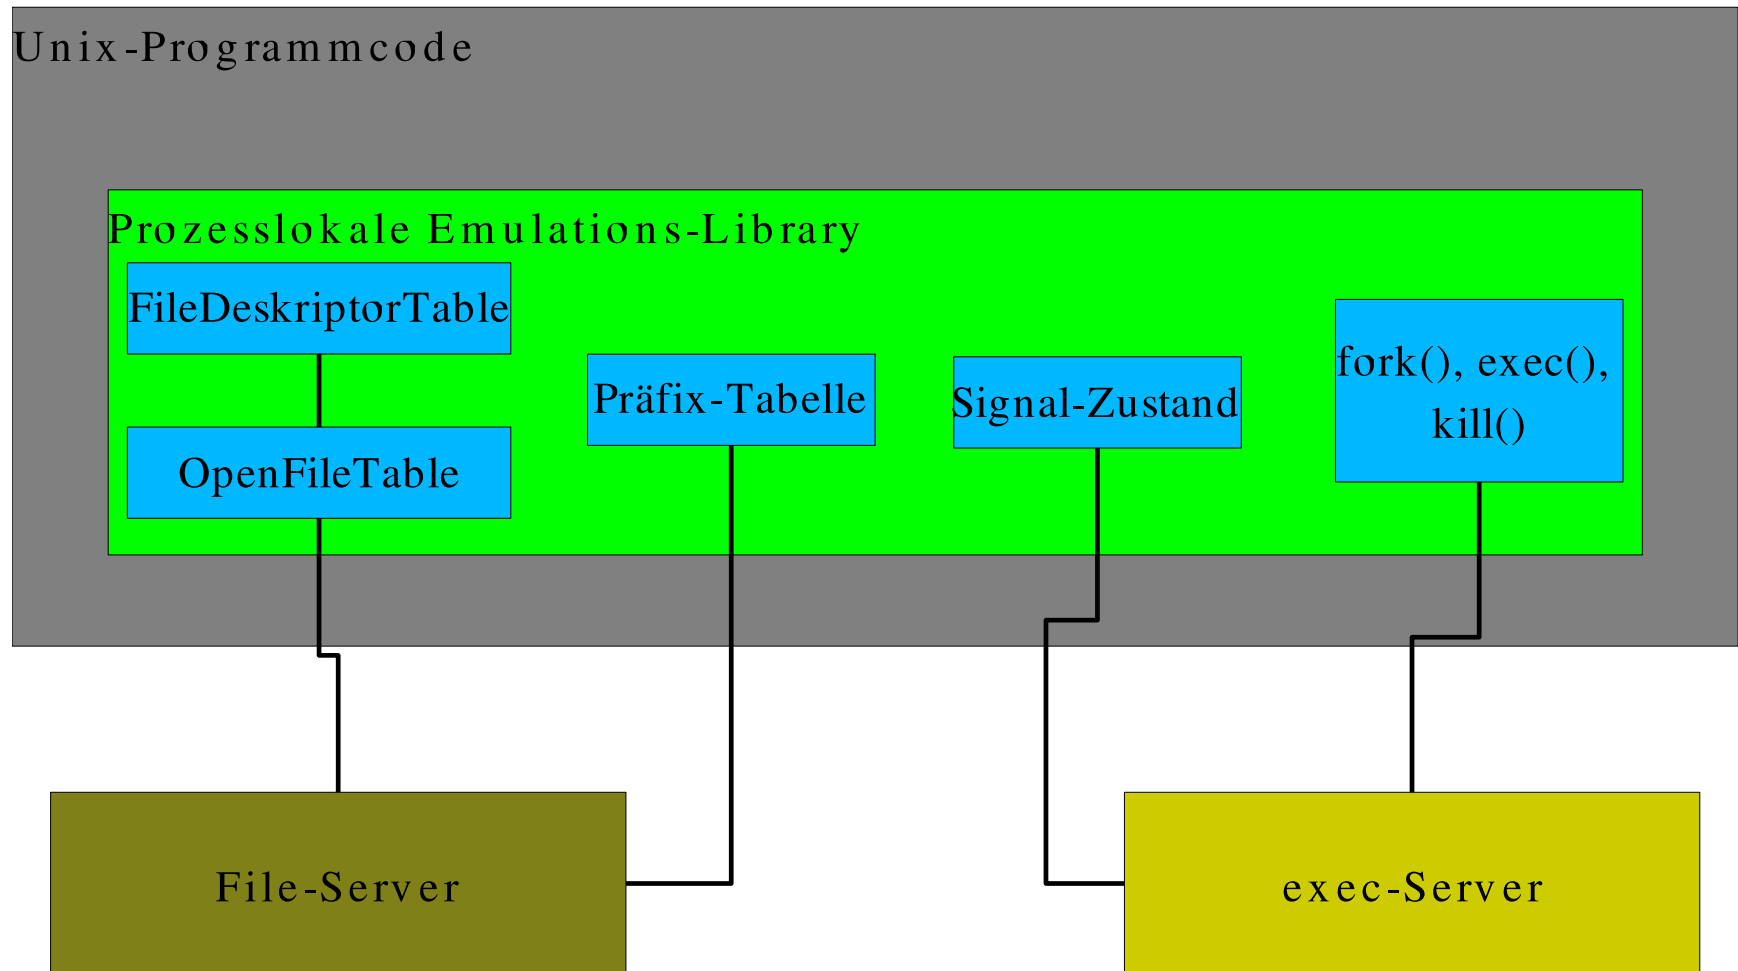 Unix-Programmcode
Prozesslokale Emulations-Library
FileDeskriptorTable
OpenFileTable
Präfix-Tabelle
Signal-Zustand
fork(), exec(),
kill()
File-Server
exec-Server